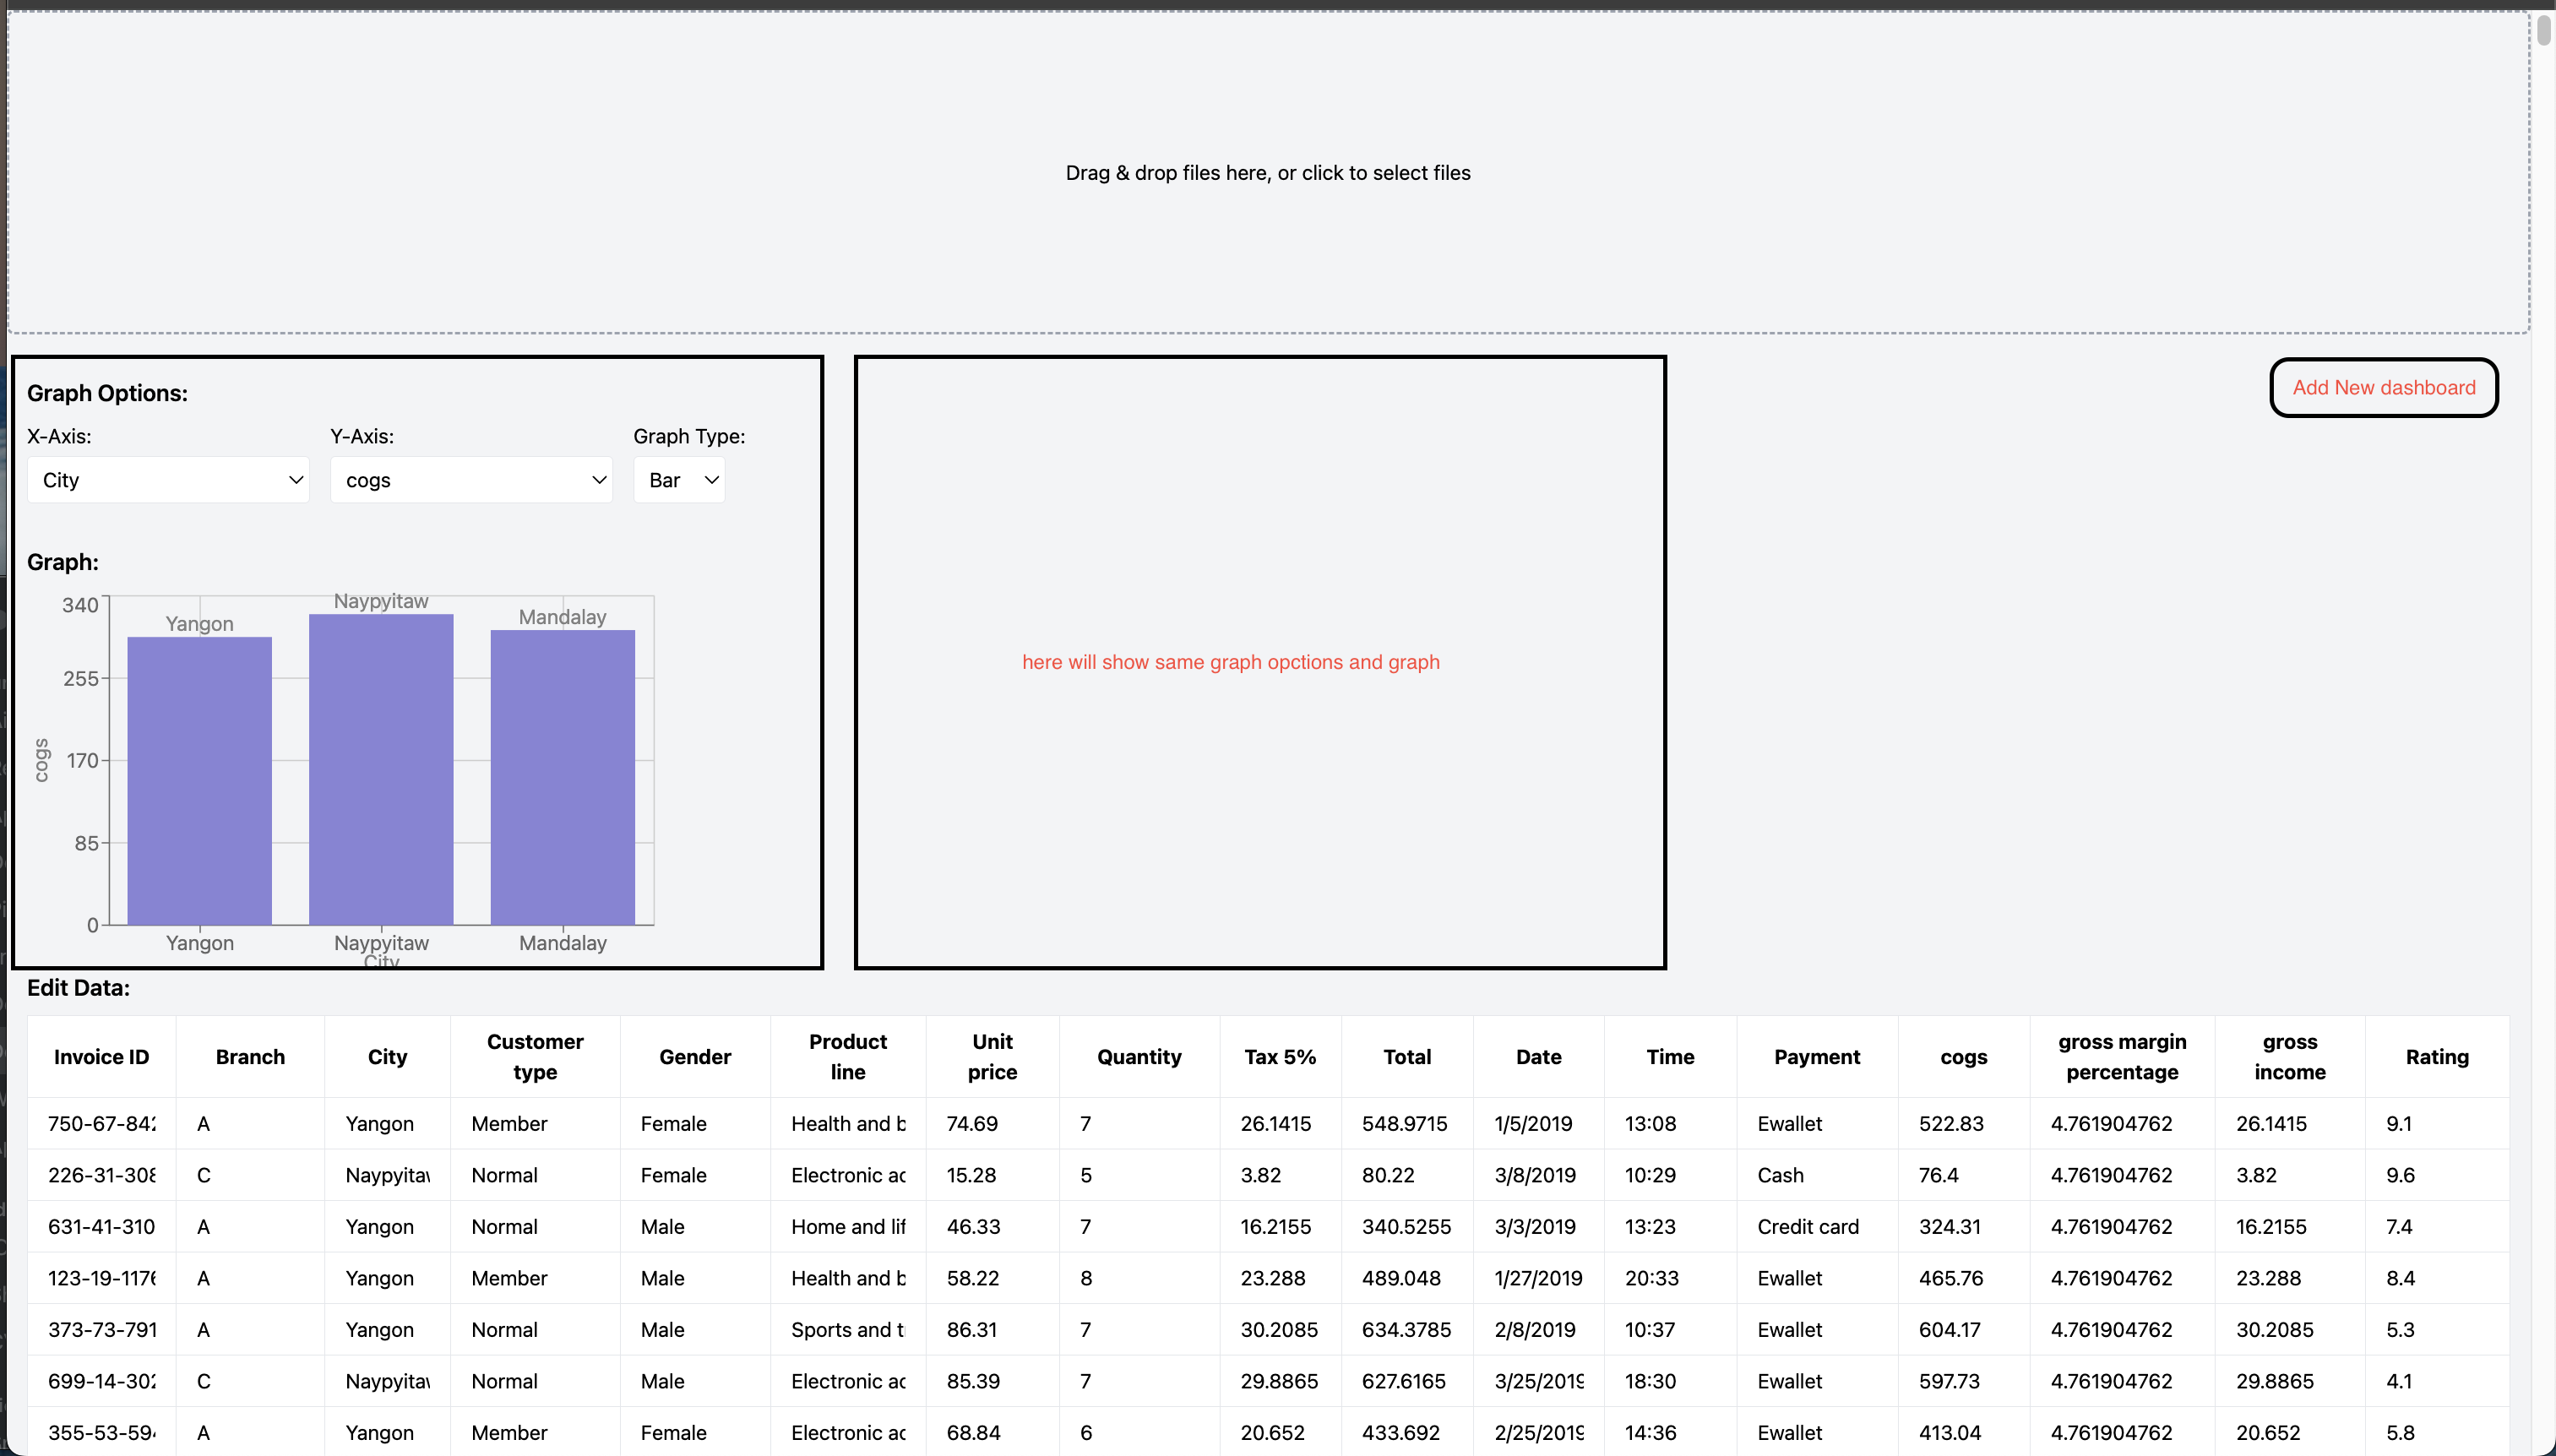 Drag & drop files here, or click to select files
Graph Options:
Add New dashboard
X-Axis: Y-Axis: Graph Type:
City cogs Bar
Graph:
here will show same graph opctions and graph
340
255
170
85
0
cogs
Yangon Naypyitaw Mandalay
Yangon Naypyitaw Mandalay
City
Edit Data:
Invoice ID Branch City Customer type Gender Product line Unit price Quantity Tax 5% Total Date Time Payment cogs gross margin percentage gross income Rating
750-67-842 A Yangon Member Female Health and b 74.69 7 26.1415 548.9715 1/5/2019 13:08 Ewallet 522.83 4.761904762 26.1415 9.1
226-31-308 C Naypyitaw Normal Female Electronic ac 15.28 5 3.82 80.22 3/8/2019 10:29 Cash 76.4 4.761904762 3.82 9.6
631-41-310 A Yangon Normal Male Home and lif 46.33 7 16.2155 340.5255 3/3/2019 13:23 Credit card 324.31 4.761904762 16.2155 7.4
123-19-1176 A Yangon Member Male Health and b 58.22 8 23.288 489.048 1/27/2019 20:33 Ewallet 465.76 4.761904762 23.288 8.4
373-73-791 A Yangon Normal Male Sports and t 86.31 7 30.2085 634.3785 2/8/2019 10:37 Ewallet 604.17 4.761904762 30.2085 5.3
699-14-302 C Naypyitaw Normal Male Electronic ac 85.39 7 29.8865 627.6165 3/25/2019 18:30 Ewallet 597.73 4.761904762 29.8865 4.1
355-53-594 A Yangon Member Female Electronic ac 68.84 6 20.652 433.692 2/25/2019 14:36 Ewallet 413.04 4.761904762 20.652 5.8